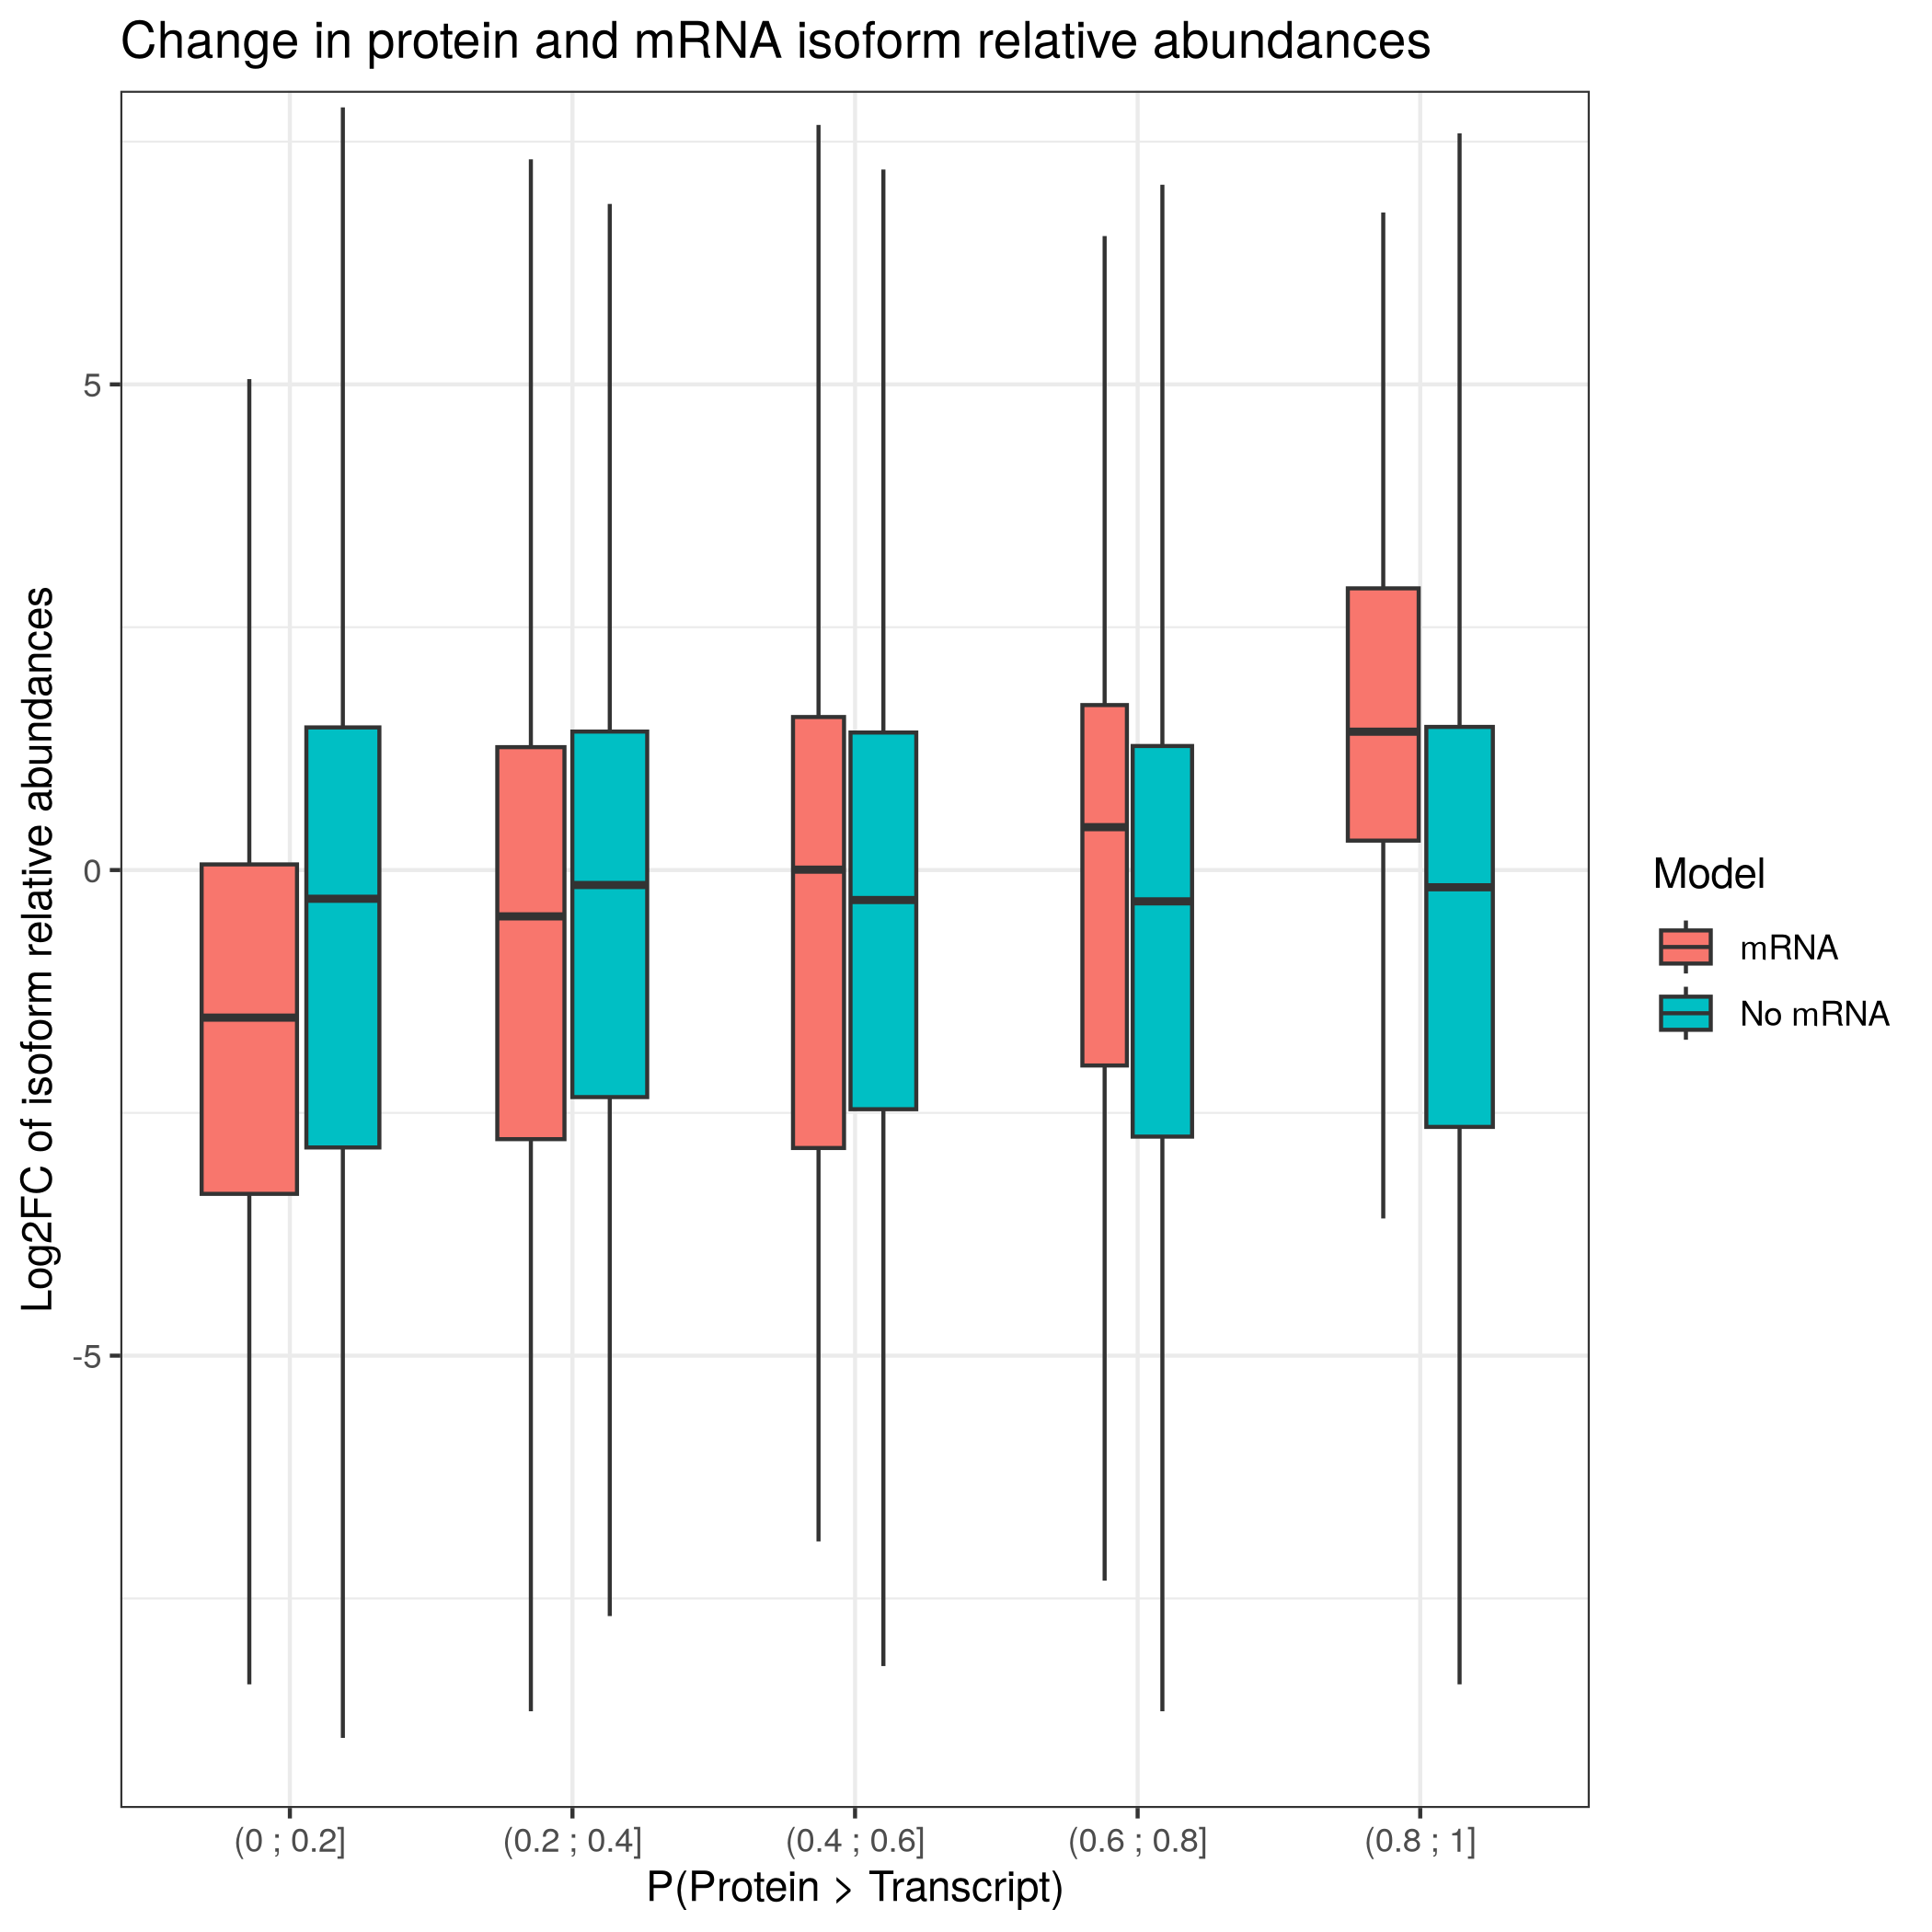 Change in protein and mRNA isoform relative abundances
Log2FC of isoform relative abundances
5
0
-5
(0 ; 0.2]
(0.2 ; 0.4]
(0.4 ; 0.6]
(0.6 ; 0.8]
(0.8 ; 1]
P(Protein > Transcript)
Model
mRNA
No mRNA